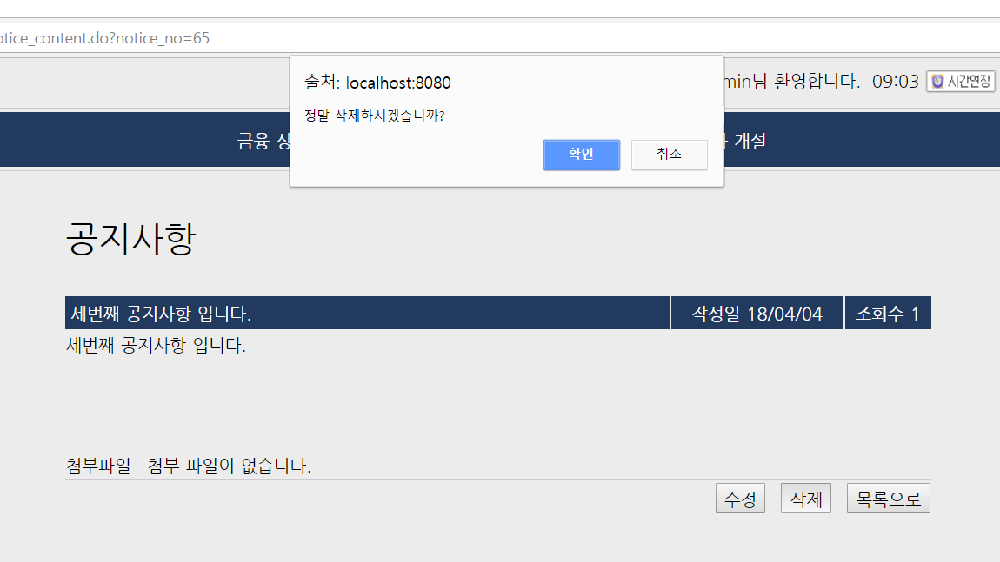 otice_content.do?notice_no=65
출처: localhost:8080
정말 삭제하시겠습니까?
확인 취소
min님 환영합니다. 09:03 시간연장
금융 상 개설
공지사항
세번째 공지사항 입니다. 작성일 18/04/04 조회수 1
세번째 공지사항 입니다.
첨부파일 첨부 파일이 없습니다.
수정 삭제 목록으로